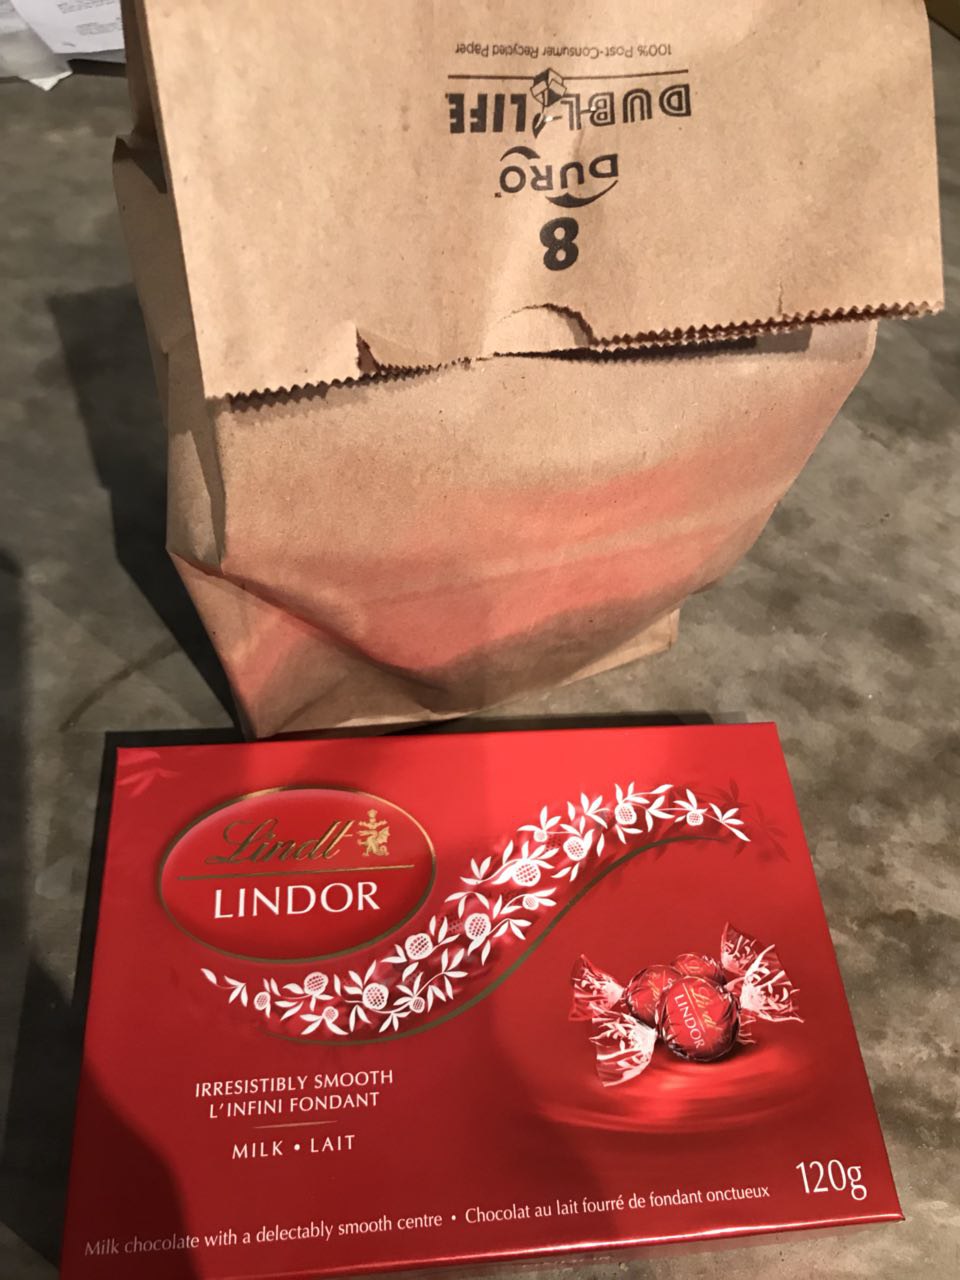 100% Post-Consumer Recycled Paper
DUBL LIFE
DURO
8
Lindt
LINDOR
Lindt
LINDOR
IRRESISTIBLY SMOOTH
L'INFINI FONDANT
MILK • LAIT
120g
Milk chocolate with a delectably smooth centre • Chocolat au lait fourré de fondant onctueux